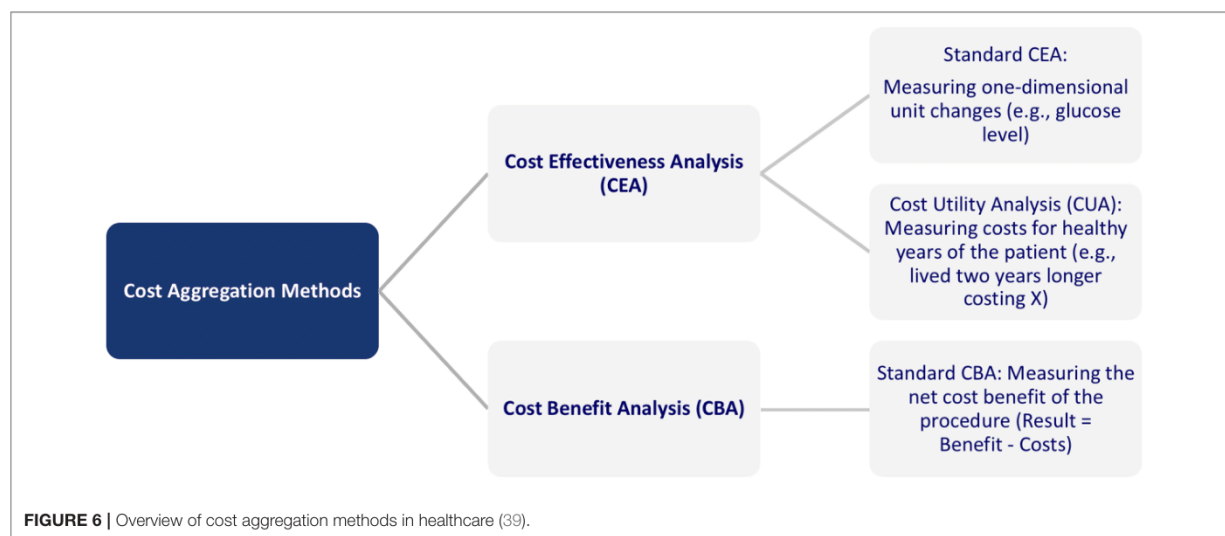 Standard CEA:
Measuring one-dimensional
unit changes (e.g., glucose
level)
Cost Effectiveness Analysis
(CEA)
Cost Utility Analysis (CUA):
Measuring costs for healthy
years of the patient (e.g.,
lived two years longer
costing X)
Cost Aggregation Methods
Cost Benefit Analysis (CBA)
Standard CBA: Measuring the
net cost benefit of the
procedure (Result =
Benefit - Costs)
FIGURE 6 | Overview of cost aggregation methods in healthcare (39).